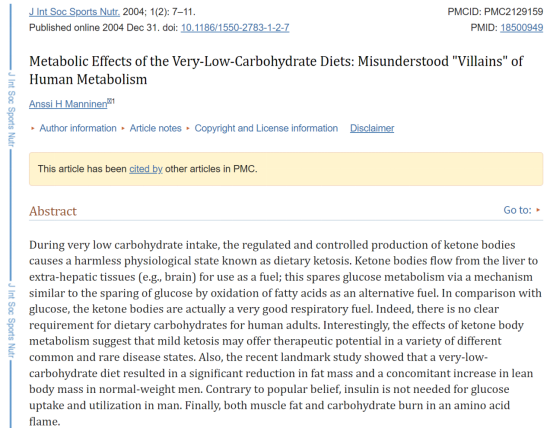 J Int Soc Sports Nutr. 2004; 1(2): 7–11.
PMCID: PMC2129159
Published online 2004 Dec 31. doi: 10.1186/1550-2783-1-2-7
PMID: 18500949
Metabolic Effects of the Very-Low-Carbohydrate Diets: Misunderstood "Villains" of
Human Metabolism
Anssi H Manninen✉1
▸ Author information ▸ Article notes ▸ Copyright and License information Disclaimer
This article has been cited by other articles in PMC.
Abstract
Go to: ▸
During very low carbohydrate intake, the regulated and controlled production of ketone bodies
causes a harmless physiological state known as dietary ketosis. Ketone bodies flow from the liver to
extra-hepatic tissues (e.g., brain) for use as a fuel; this spares glucose metabolism via a mechanism
similar to the sparing of glucose by oxidation of fatty acids as an alternative fuel. In comparison with
glucose, the ketone bodies are actually a very good respiratory fuel. Indeed, there is no clear
requirement for dietary carbohydrates for human adults. Interestingly, the effects of ketone body
metabolism suggest that mild ketosis may offer therapeutic potential in a variety of different
common and rare disease states. Also, the recent landmark study showed that a very-low-
carbohydrate diet resulted in a significant reduction in fat mass and a concomitant increase in lean
body mass in normal-weight men. Contrary to popular belief, insulin is not needed for glucose
uptake and utilization in man. Finally, both muscle fat and carbohydrate burn in an amino acid
flame.
J Int Soc Sports Nutr
J Int Soc Sports Nutr